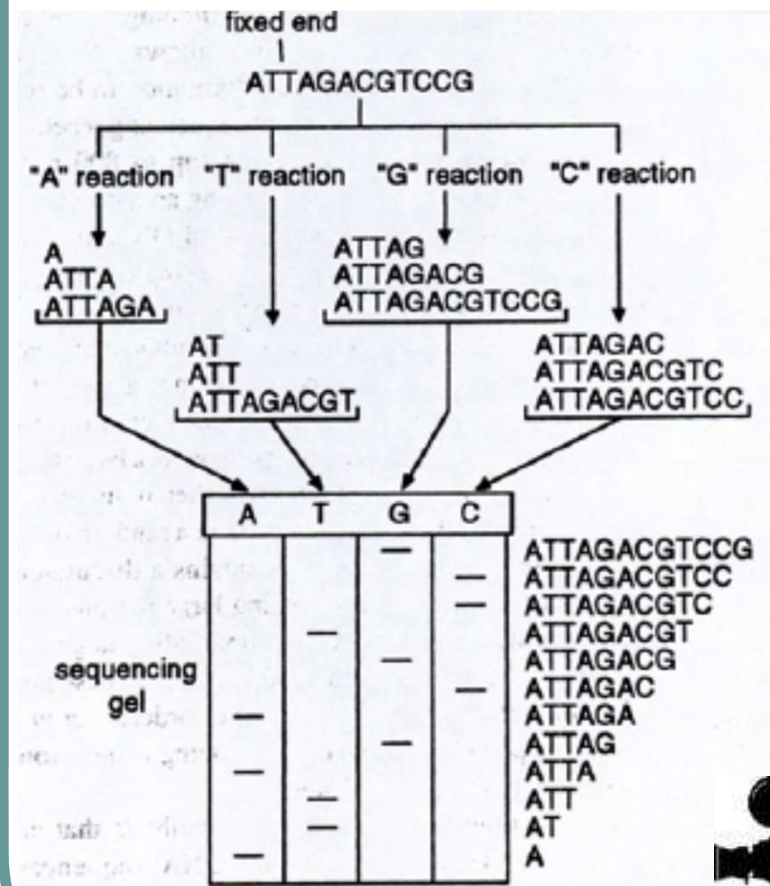 fixed end
ATTAGACGTCCG
"A" reaction "T" reaction "G" reaction "C" reaction
A
ATTA
ATTAGA
AT
ATT
ATTAGACGT
ATTAG
ATTAGACG
ATTAGACGTCCG
ATTAGAC
ATTAGACGTC
ATTAGACGTCC
A T G C
ATTAGACGTCCG
ATTAGACGTCC
ATTAGACGTC
ATTAGACGT
ATTAGACG
ATTAGAC
ATTAGA
ATTAG
ATTA
ATT
AT
A
sequencing
gel